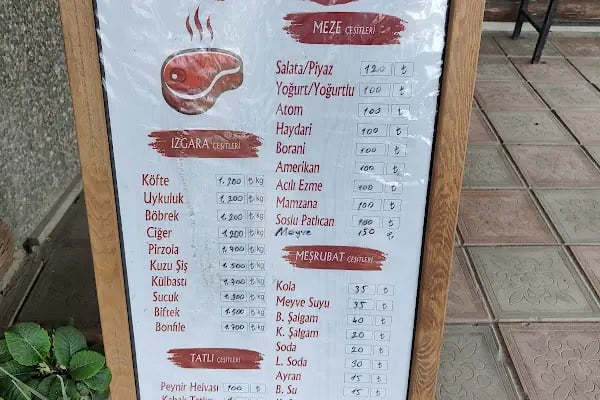 IZGARA ÇEŞİTLERİ
Köfte 1.200 ₺/kg
Uykuluk 1.200 ₺/kg
Böbrek 1.200 ₺/kg
Ciğer 1.200 ₺/kg
Pirzola 1.700 ₺/kg
Kuzu Şiş 1.500 ₺/kg
Külbastı 1.700 ₺/kg
Sucuk ₺/kg
Biftek 1.500 ₺/kg
Bonfile 1.700 ₺/kg
TATLI ÇEŞİTLERİ
Peynir Helvası 100 ₺
MEZE ÇEŞİTLERİ
Salata/Piyaz 120 ₺
Yoğurt/Yoğurtlu 100 ₺
Atom 100 ₺
Haydari 100 ₺
Borani 100 ₺
Amerikan 100 ₺
Acılı Ezme 100 ₺
Mamzana 100 ₺
Soslu Patlıcan 100 ₺
Meyve 150 ₺
MEŞRUBAT ÇEŞİTLERİ
Kola 35 ₺
Meyve Suyu 35 ₺
B. Şalgam 40 ₺
K. Şalgam 20 ₺
Soda 20 ₺
L. Soda 30 ₺
Ayran 15 ₺
B. Su 15 ₺